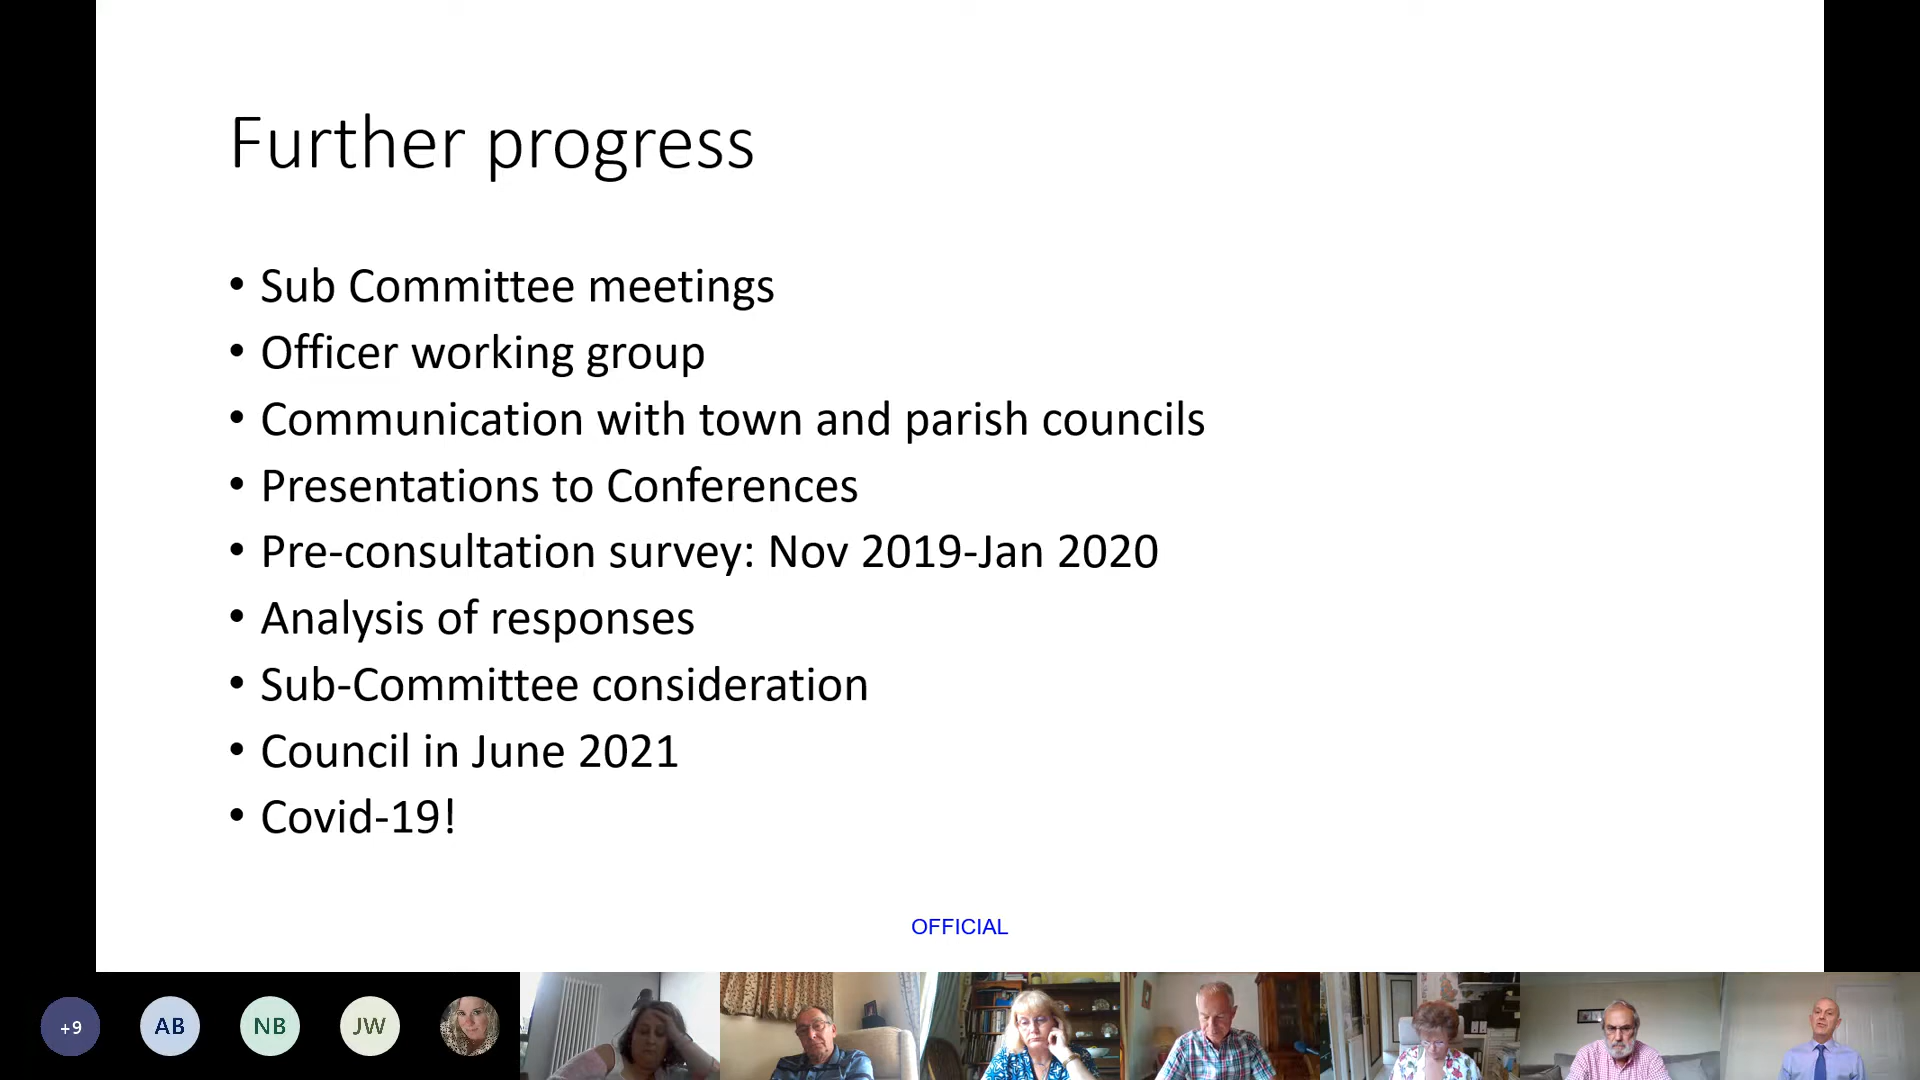 Further progress
• Sub Committee meetings
• Officer working group
• Communication with town and parish councils
• Presentations to Conferences
• Pre-consultation survey: Nov 2019-Jan 2020
• Analysis of responses
• Sub-Committee consideration
• Council in June 2021
• Covid-19!
OFFICIAL
+9 AB NB JW